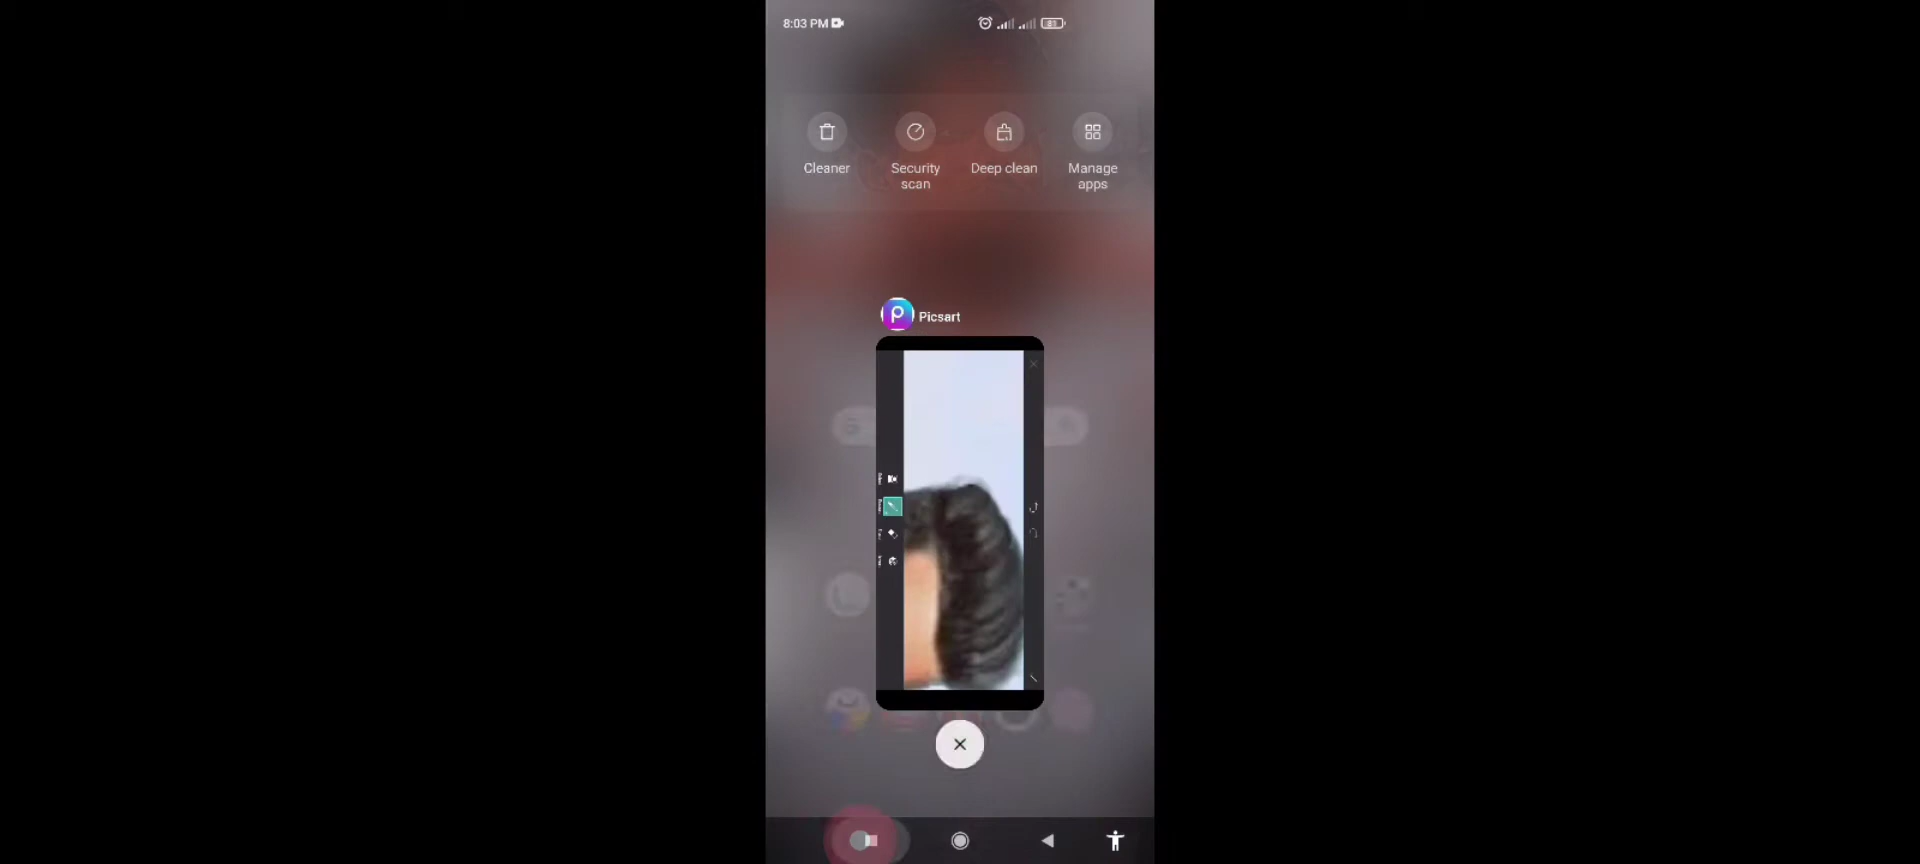 8:03 PM
Cleaner
Security scan
Deep clean
Manage apps
Picsart